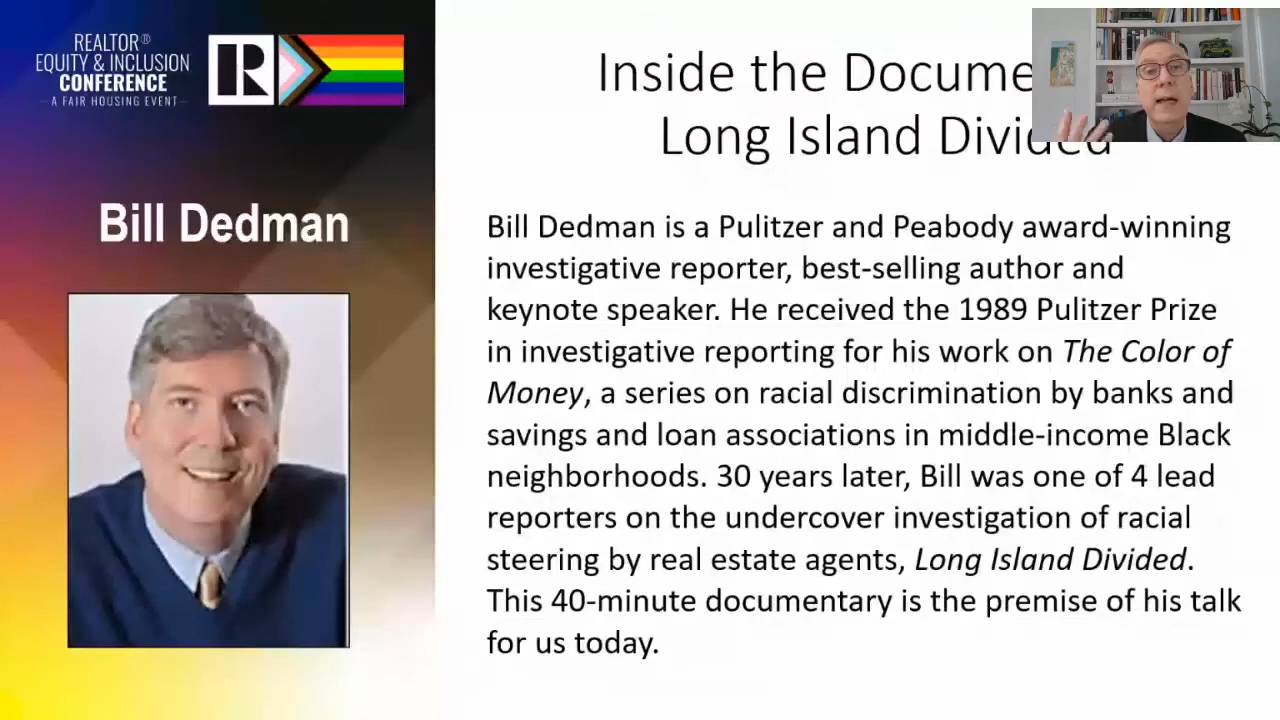 REALTOR®
EQUITY & INCLUSION
CONFERENCE
A FAIR HOUSING EVENT
R
Bill Dedman
Inside the
Long Island
Bill Dedman is a Pulitzer and Peabody award-winning
investigative reporter, best-selling author and
keynote speaker. He received the 1989 Pulitzer Prize
in investigative reporting for his work on The Color of
Money, a series on racial discrimination by banks and
savings and loan associations in middle-income Black
neighborhoods. 30 years later, Bill was one of 4 lead
reporters on the undercover investigation of racial
steering by real estate agents, Long Island Divided.
This 40-minute documentary is the premise of his talk
for us today.